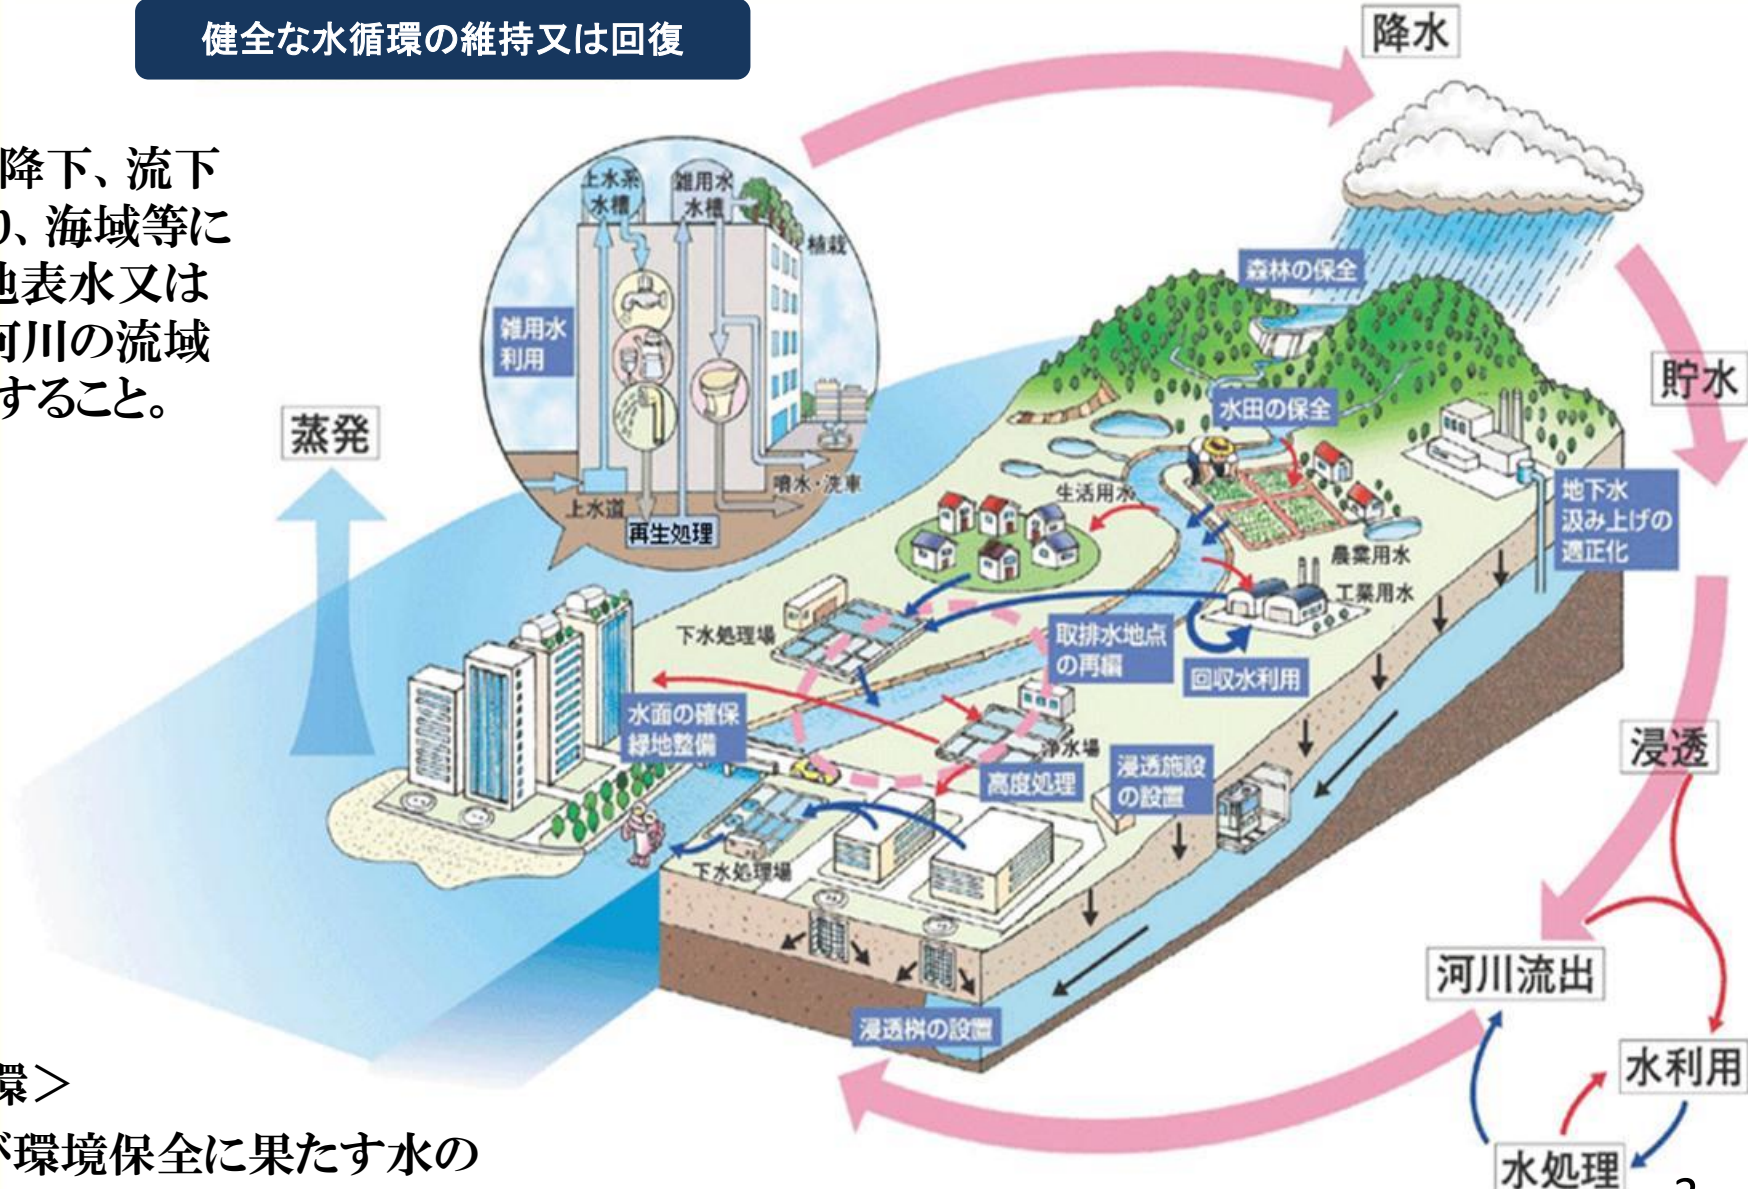 健全な水循環の維持又は回復
降下、流下
、海域等に
地表水又は
河川の流域
すること。
降水
上水系
水槽
雑用水
水槽
植栽
雑用水
利用
上水道
再生処理
噴水・洗車
蒸発
森林の保全
水田の保全
貯水
生活用水
地下水
汲み上げの
適正化
農業用水
工業用水
下水処理場
取排水地点
の再編
回収水利用
水面の確保
緑地整備
浄水場
高度処理
浸透施設
の設置
浸透
下水処理場
河川流出
浸透桝の設置
水利用
環＞
が環境保全に果たす水の
水処理